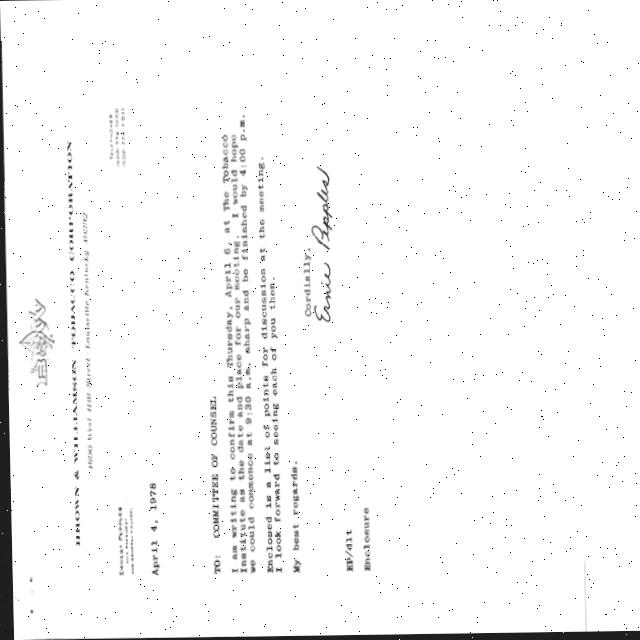 B&W
BROWN & WILLIAMSON TOBACCO CORPORATION
1600 West Hill Street Louisville, Kentucky 40232
ERNEST PEPPLES
TELEPHONE
April 4, 1978
TO: COMMITTEE OF COUNSEL
I am writing to confirm this Thursday, April 6, at The Tobacco
Institute as the date and place for our meeting. I would hope
we could commence at 9:30 a.m. sharp and be finished by 4:00 p.m.
Enclosed is a list of points for discussion at the meeting.
I look forward to seeing each of you then.
My best regards.
Cordially,
Ernie Pepples
EP/dlt
Enclosure